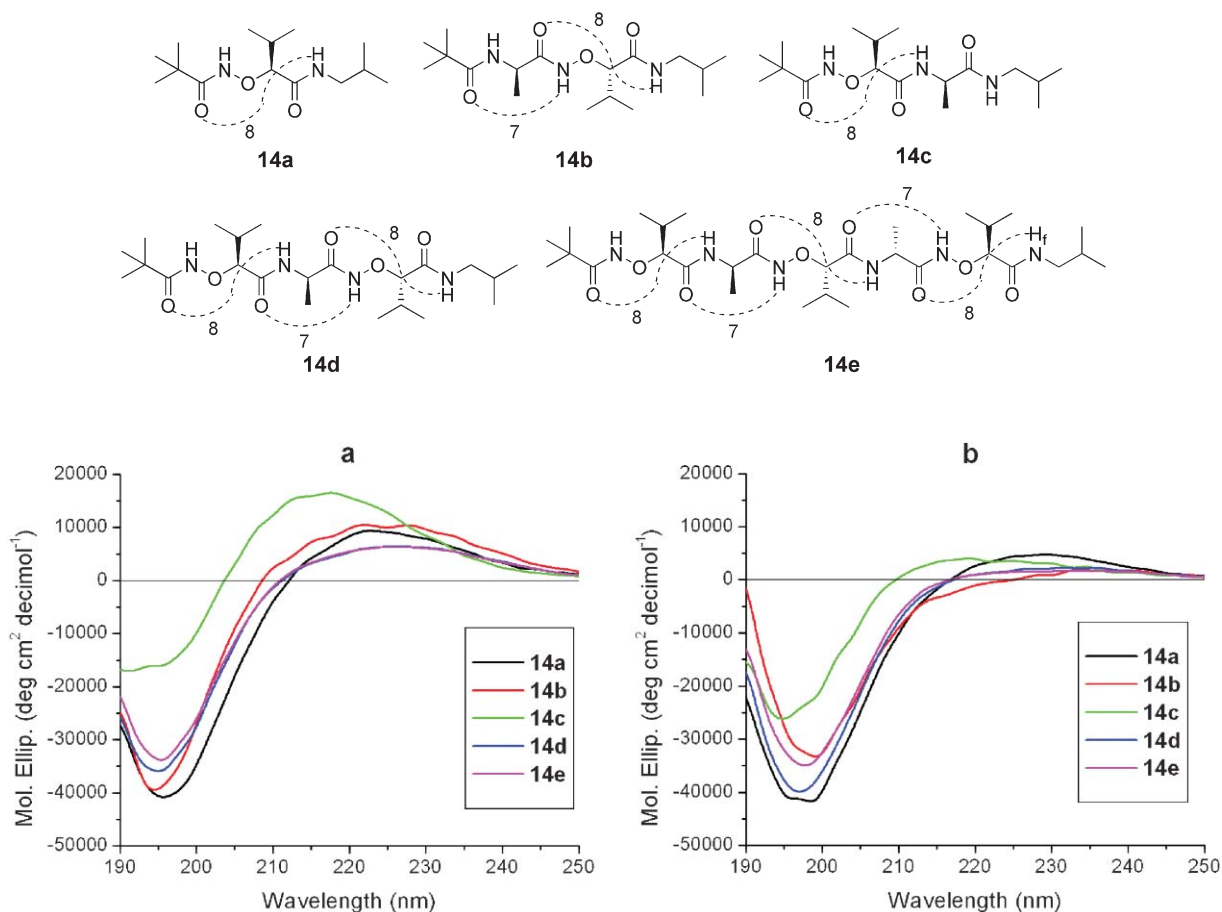 H O O
O 8 H O
H H N O N N O
N N N N N N
O O H H O O H
O O O O
8 7 8
14a 14b 14c
7
O 8 O H O 8 O H H H H_f
H H N O N N N O N N O N N N
N N N N
O O H H O O H H O O
O O
8 7 8 7 8
14d 14e
a b
20000 20000
10000 10000
0 0
-10000 -10000
-20000 -20000
-30000 -30000
-40000 -40000
-50000 -50000
190 200 210 220 230 240 250 190 200 210 220 230 240 250
Mol. Ellip. (deg cm² decimol⁻¹) Mol. Ellip. (deg cm² decimol⁻¹)
Wavelength (nm) Wavelength (nm)
14a 14a
14b 14b
14c 14c
14d 14d
14e 14e